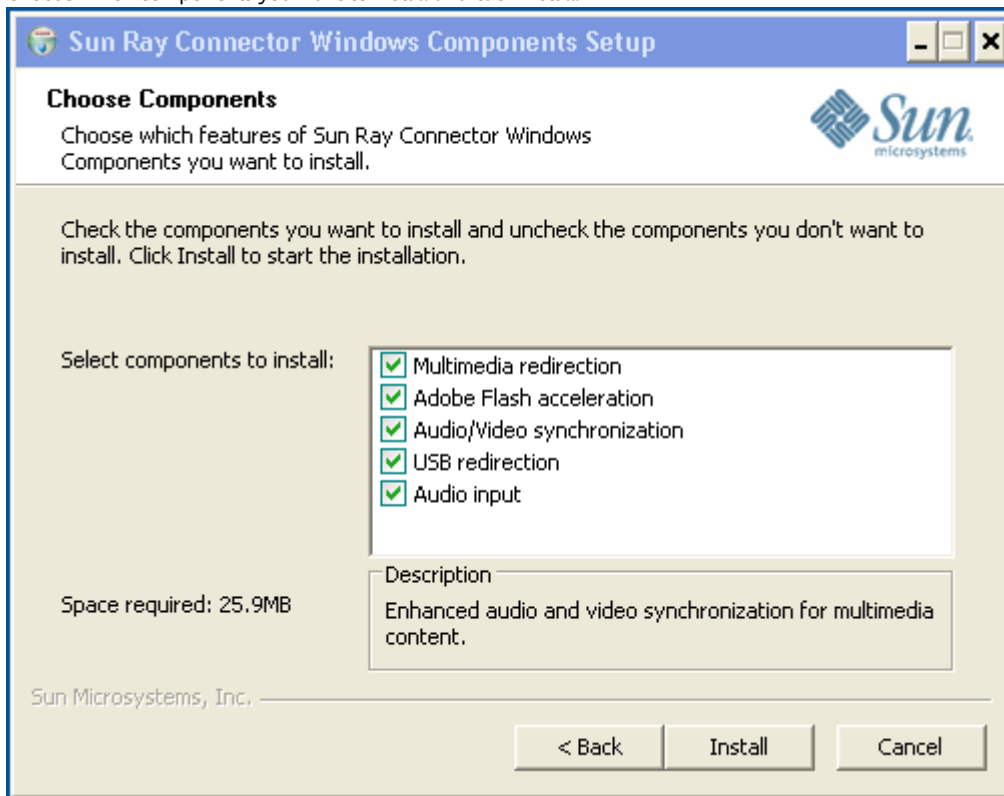 Sun Ray Connector Windows Components Setup
Choose Components
Choose which features of Sun Ray Connector Windows
Components you want to install.
Sun
microsystems
Check the components you want to install and uncheck the components you don't want to
install. Click Install to start the installation.
Select components to install:
Multimedia redirection
Adobe Flash acceleration
Audio/Video synchronization
USB redirection
Audio input
Space required: 25.9MB
Description
Enhanced audio and video synchronization for multimedia
content.
Sun Microsystems, Inc.
< Back
Install
Cancel